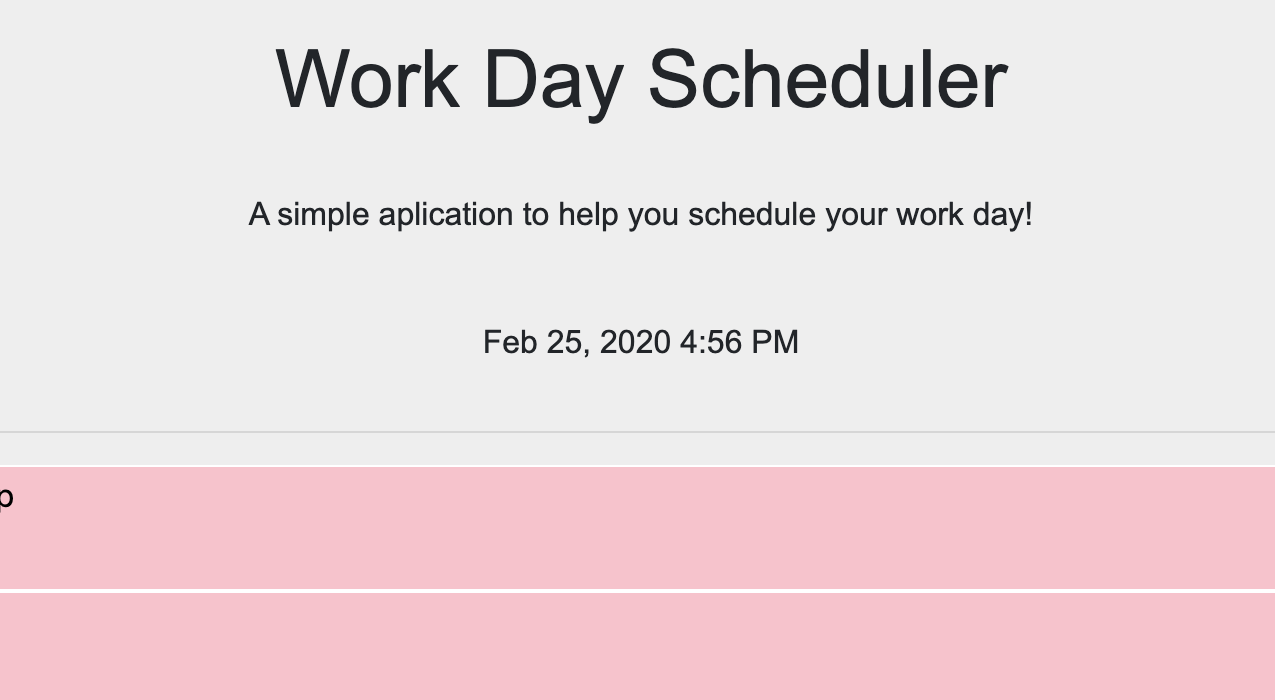 Work Day Scheduler
A simple aplication to help you schedule your work day!
Feb 25, 2020 4:56 PM
p